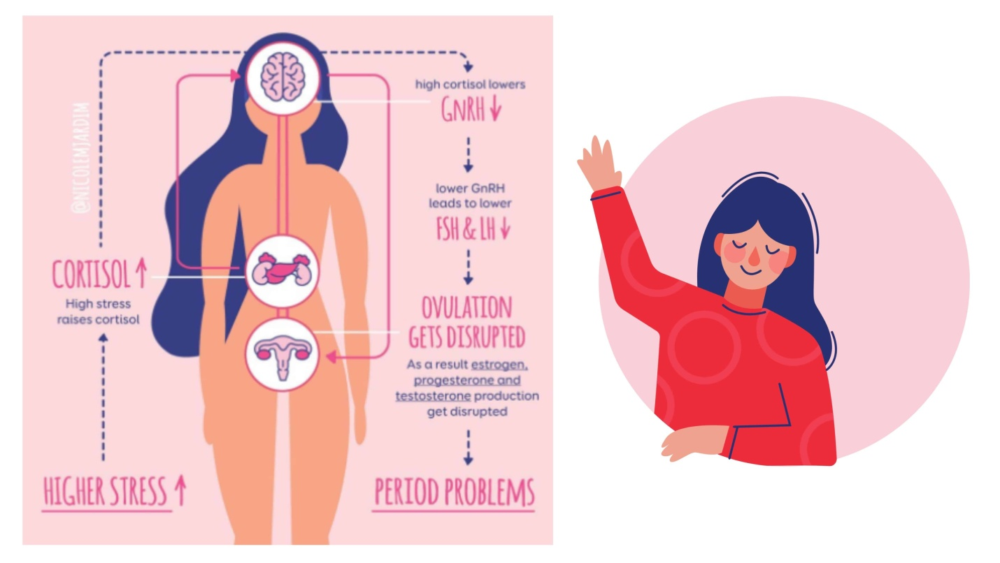 @NICOLEMJARDIM
HIGHER STRESS ↑
CORTISOL ↑
High stress
raises cortisol
high cortisol lowers
GnRH ↓
lower GnRH
leads to lower
FSH & LH ↓
OVULATION
GETS DISRUPTED
As a result estrogen,
progesterone and
testosterone production
get disrupted
PERIOD PROBLEMS